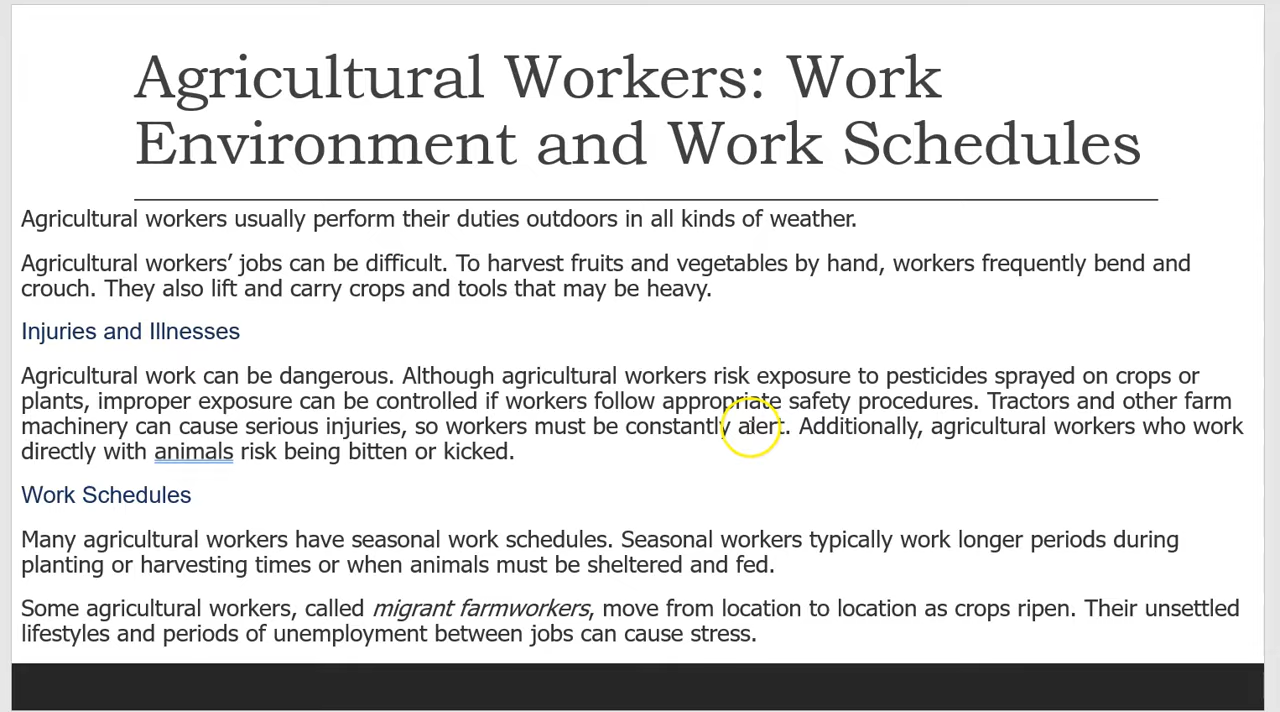 Agricultural Workers: Work
Environment and Work Schedules
Agricultural workers usually perform their duties outdoors in all kinds of weather.
Agricultural workers’ jobs can be difficult. To harvest fruits and vegetables by hand, workers frequently bend and
crouch. They also lift and carry crops and tools that may be heavy.
Injuries and Illnesses
Agricultural work can be dangerous. Although agricultural workers risk exposure to pesticides sprayed on crops or
plants, improper exposure can be controlled if workers follow appropriate safety procedures. Tractors and other farm
machinery can cause serious injuries, so workers must be constantly alert. Additionally, agricultural workers who work
directly with animals risk being bitten or kicked.
Work Schedules
Many agricultural workers have seasonal work schedules. Seasonal workers typically work longer periods during
planting or harvesting times or when animals must be sheltered and fed.
Some agricultural workers, called migrant farmworkers, move from location to location as crops ripen. Their unsettled
lifestyles and periods of unemployment between jobs can cause stress.